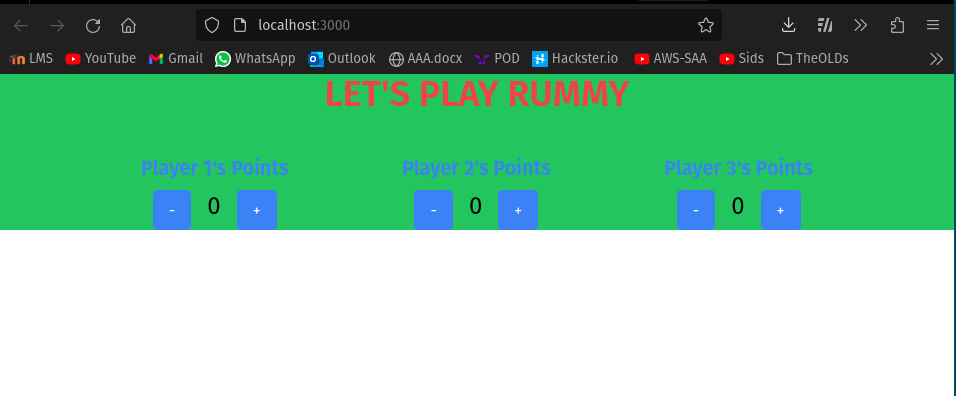 localhost:3000
LMS YouTube Gmail WhatsApp Outlook AAA.docx POD Hackster.io AWS-SAA Sids TheOLDs
LET'S PLAY RUMMY
Player 1's Points Player 2's Points Player 3's Points
- 0 + - 0 + - 0 +